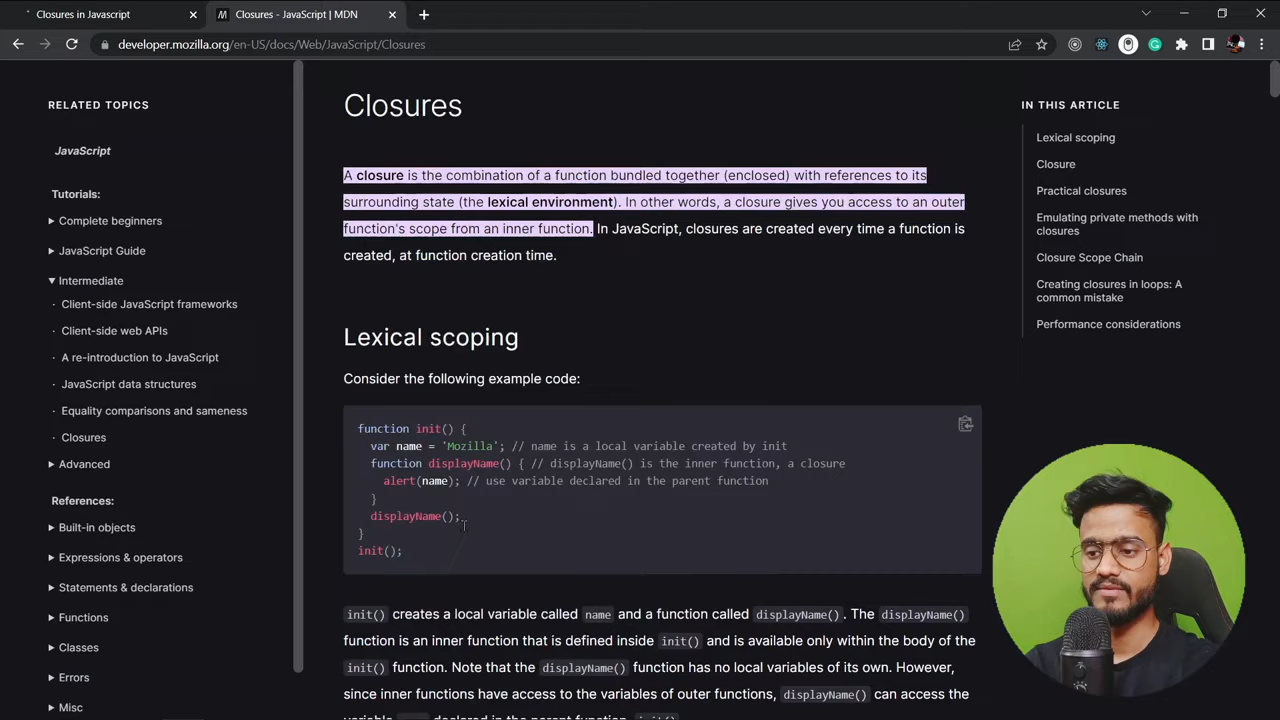 Closures in Javascript
Closures - JavaScript | MDN
developer.mozilla.org/en-US/docs/Web/JavaScript/Closures
RELATED TOPICS
JavaScript
Tutorials:
Complete beginners
JavaScript Guide
Intermediate
Client-side JavaScript frameworks
Client-side web APIs
A re-introduction to JavaScript
JavaScript data structures
Equality comparisons and sameness
Closures
Advanced
References:
Built-in objects
Expressions & operators
Statements & declarations
Functions
Classes
Errors
Misc
Closures
A closure is the combination of a function bundled together (enclosed) with references to its
surrounding state (the lexical environment). In other words, a closure gives you access to an outer
function's scope from an inner function. In JavaScript, closures are created every time a function is
created, at function creation time.
Lexical scoping
Consider the following example code:
function init() {
var name = 'Mozilla'; // name is a local variable created by init
function displayName() { // displayName() is the inner function, a closure
alert(name); // use variable declared in the parent function
}
displayName();
}
init();
init() creates a local variable called name and a function called displayName(). The displayName()
function is an inner function that is defined inside init() and is available only within the body of the
init() function. Note that the displayName() function has no local variables of its own. However,
since inner functions have access to the variables of outer functions, displayName() can access the
IN THIS ARTICLE
Lexical scoping
Closure
Practical closures
Emulating private methods with
closures
Closure Scope Chain
Creating closures in loops: A
common mistake
Performance considerations